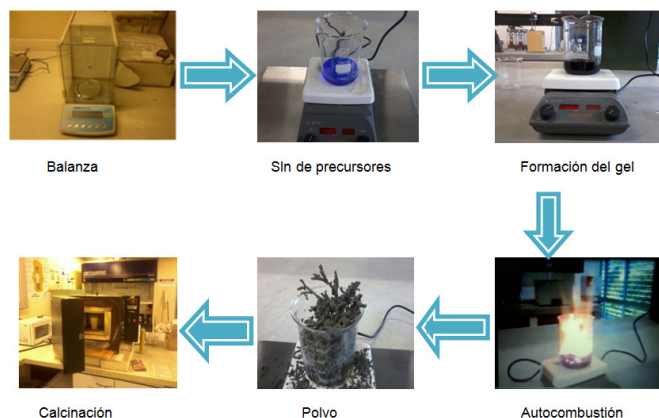 Balanza
Sln de precursores
Formación del gel
Calcinación
Polvo
Autocombustión